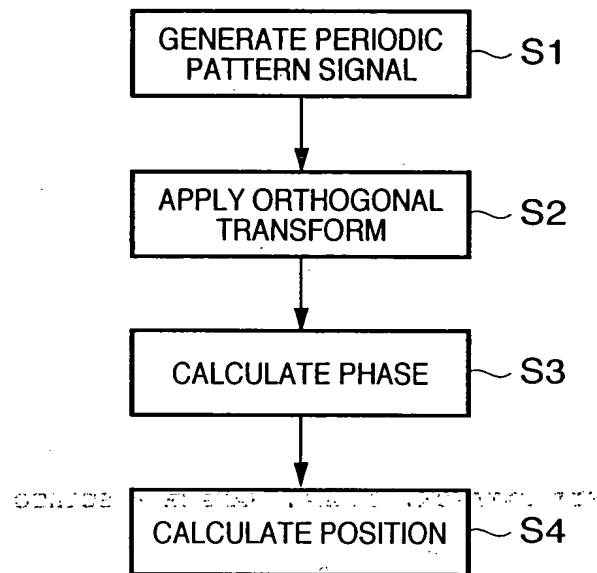 GENERATE PERIODIC
PATTERN SIGNAL
S1
APPLY ORTHOGONAL
TRANSFORM
S2
CALCULATE PHASE
S3
CALCULATE POSITION
S4